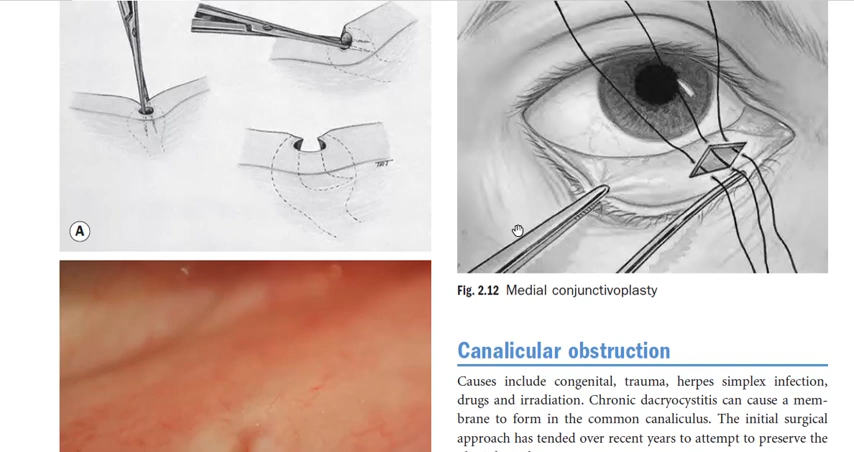 A
Fig. 2.12 Medial conjunctivoplasty
Canalicular obstruction
Causes include congenital, trauma, herpes simplex infection,
drugs and irradiation. Chronic dacryocystitis can cause a mem-
brane to form in the common canaliculus. The initial surgical
approach has tended over recent years to attempt to preserve the